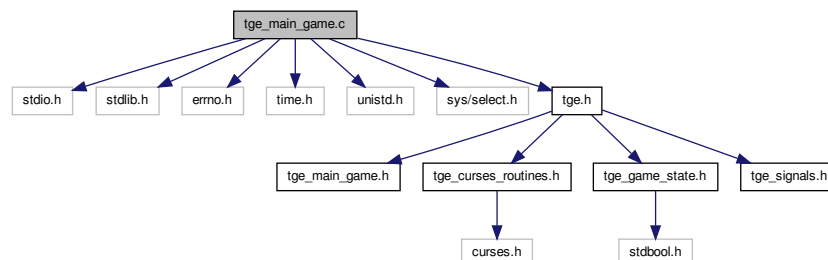 tge_main_game.c
stdio.h
stdlib.h
errno.h
time.h
unistd.h
sys/select.h
tge.h
tge_main_game.h
tge_curses_routines.h
tge_game_state.h
tge_signals.h
curses.h
stdbool.h